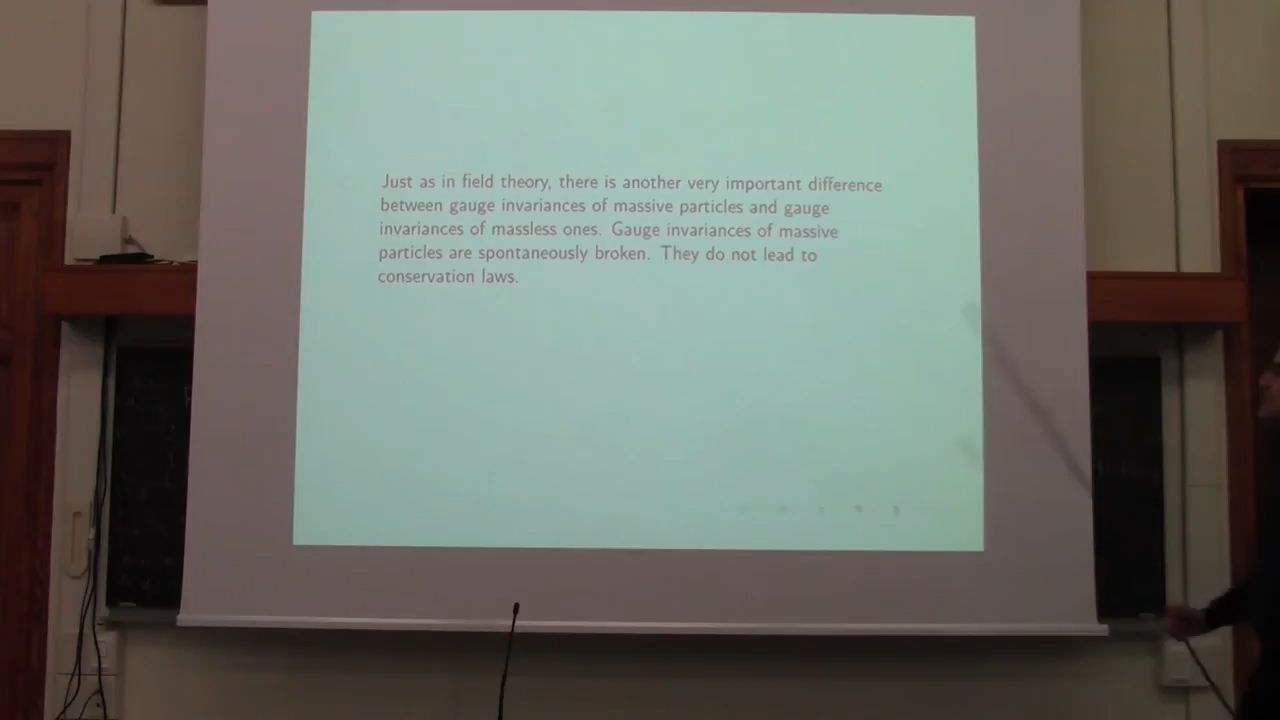 Just as in field theory, there is another very important difference
between gauge invariances of massive particles and gauge
invariances of massless ones. Gauge invariances of massive
particles are spontaneously broken. They do not lead to
conservation laws.